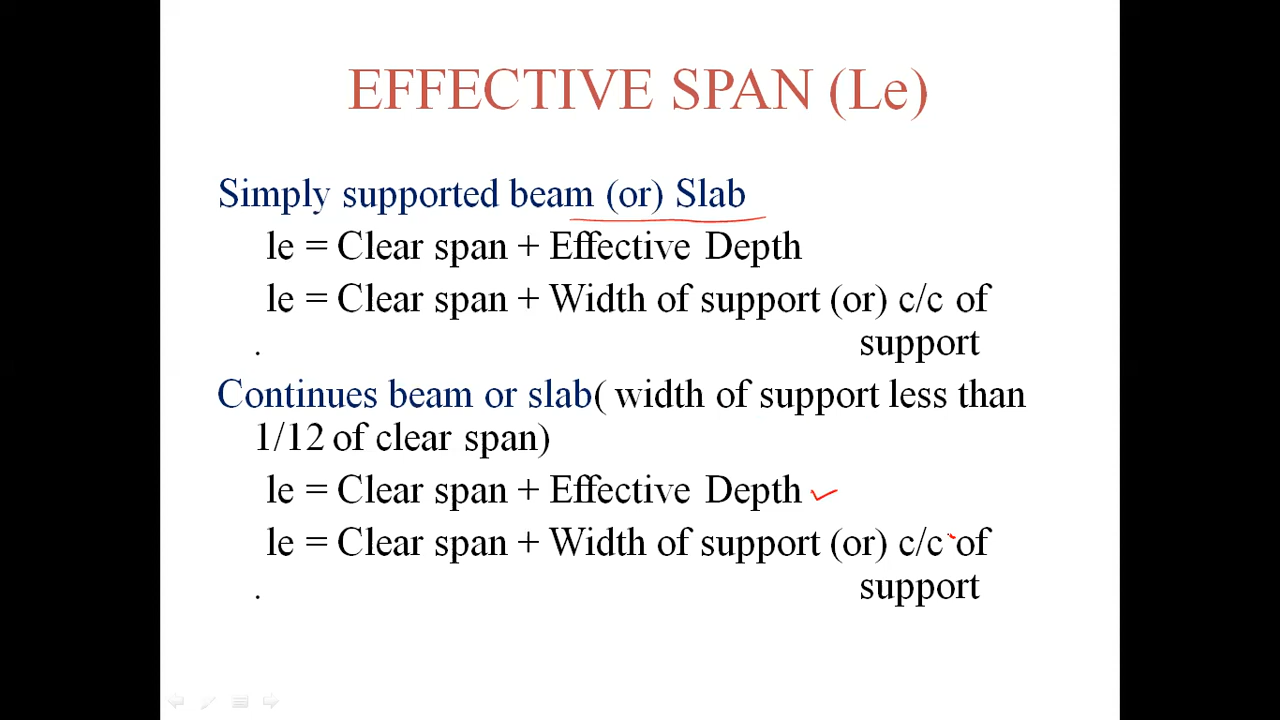 EFFECTIVE SPAN (Le)
Simply supported beam (or) Slab
le = Clear span + Effective Depth
le = Clear span + Width of support (or) c/c of
. support
Continues beam or slab( width of support less than
1/12 of clear span)
le = Clear span + Effective Depth
le = Clear span + Width of support (or) c/c of
. support